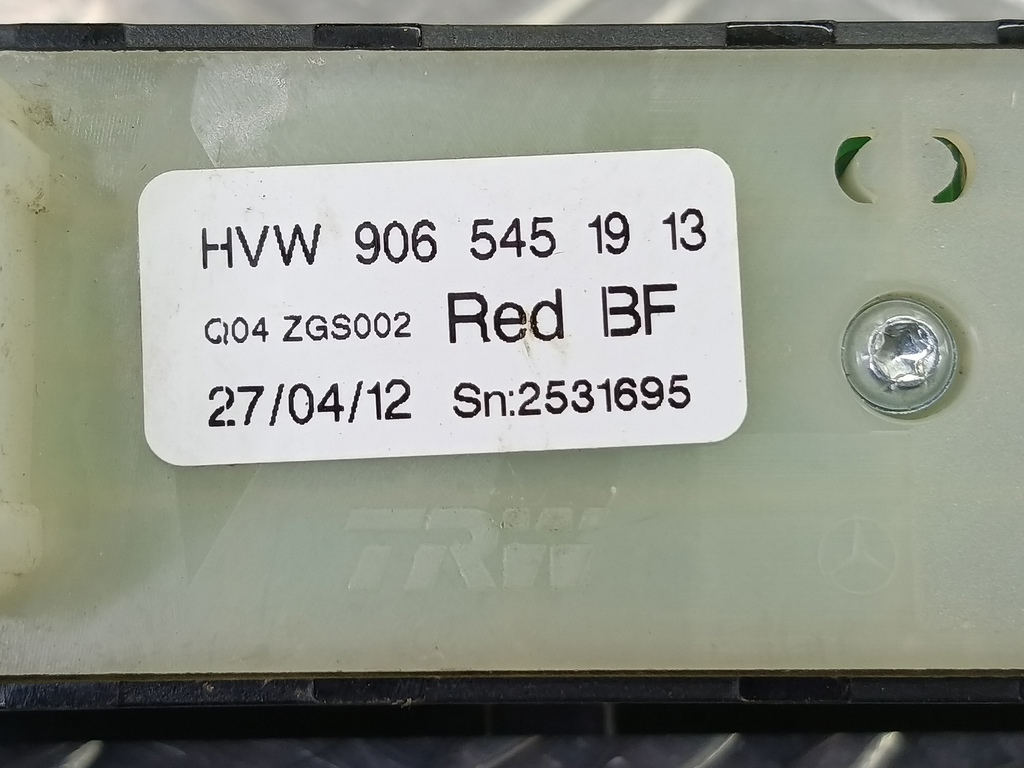 HVW 906 545 19 13
Q04 ZGS002 Red BF
27/04/12 Sn:2531695
TRW